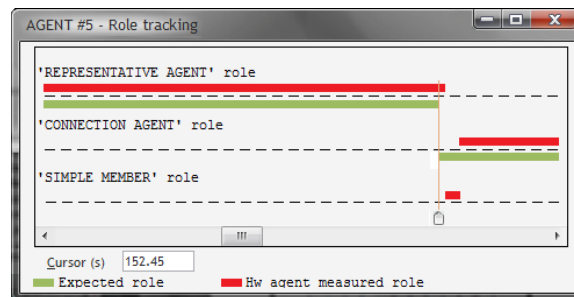 AGENT #5 - Role tracking
'REPRESENTATIVE AGENT' role
'CONNECTION AGENT' role
'SIMPLE MEMBER' role
Cursor (s) 152.45
Expected role Hw agent measured role